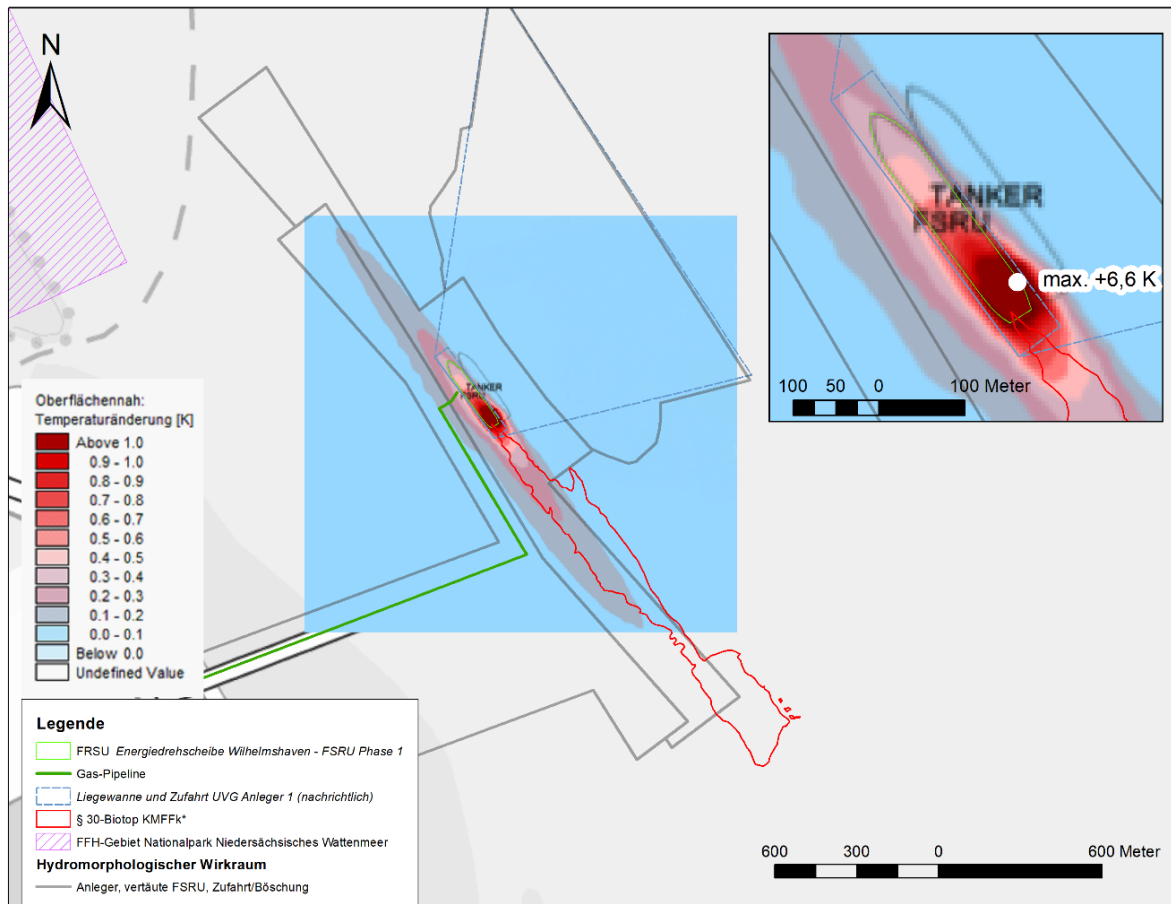 N
TANKER
FSRU
max. +6,6 K
100 50 0 100 Meter
TANKER
FSRU
Oberflächennah:
Temperaturänderung [K]
Above 1.0
0.9 - 1.0
0.8 - 0.9
0.7 - 0.8
0.6 - 0.7
0.5 - 0.6
0.4 - 0.5
0.3 - 0.4
0.2 - 0.3
0.1 - 0.2
0.0 - 0.1
Below 0.0
Undefined Value
Legende
FRSU Energiedrehscheibe Wilhelmshaven - FSRU Phase 1
Gas-Pipeline
Liegewanne und Zufahrt UVG Anleger 1 (nachrichtlich)
§ 30-Biotop KMFFk*
FFH-Gebiet Nationalpark Niedersächsisches Wattenmeer
Hydromorphologischer Wirkraum
Anleger, vertäute FSRU, Zufahrt/Böschung
600 300 0 600 Meter